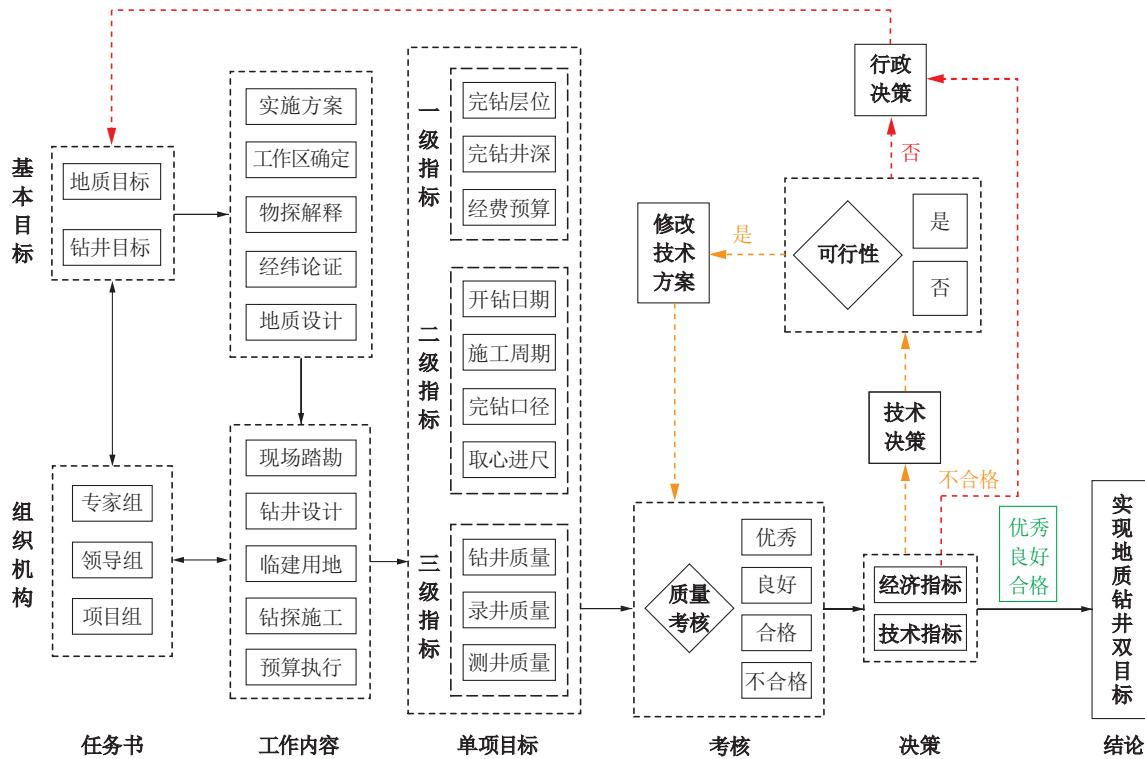 基本目标
地质目标
钻井目标
组织机构
专家组
领导组
项目组
任务书
实施方案
工作区确定
物探解释
经纬论证
地质设计
现场踏勘
钻井设计
临建用地
钻探施工
预算执行
工作内容
一级指标
完钻层位
完钻井深
经费预算
二级指标
开钻日期
施工周期
完钻口径
取心进尺
三级指标
钻井质量
录井质量
测井质量
单项目标
修改
技术
方案
是
质量
考核
优秀
良好
合格
不合格
考核
行政
决策
否
可行性
是
否
技术
决策
不合格
经济指标
技术指标
决策
优秀
良好
合格
实现地质钻井双目标
结论